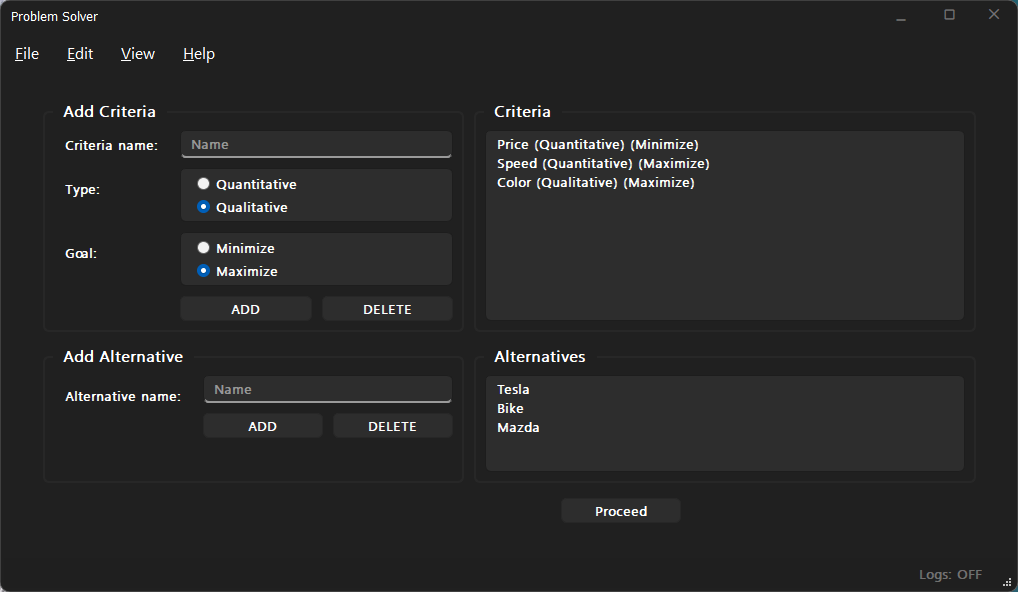 Problem Solver
File Edit View Help
Add Criteria
Criteria name: Name
Type:
Quantitative
Qualitative
Goal:
Minimize
Maximize
ADD DELETE
Criteria
Price (Quantitative) (Minimize)
Speed (Quantitative) (Maximize)
Color (Qualitative) (Maximize)
Add Alternative
Alternative name: Name
ADD DELETE
Alternatives
Tesla
Bike
Mazda
Proceed
Logs: OFF